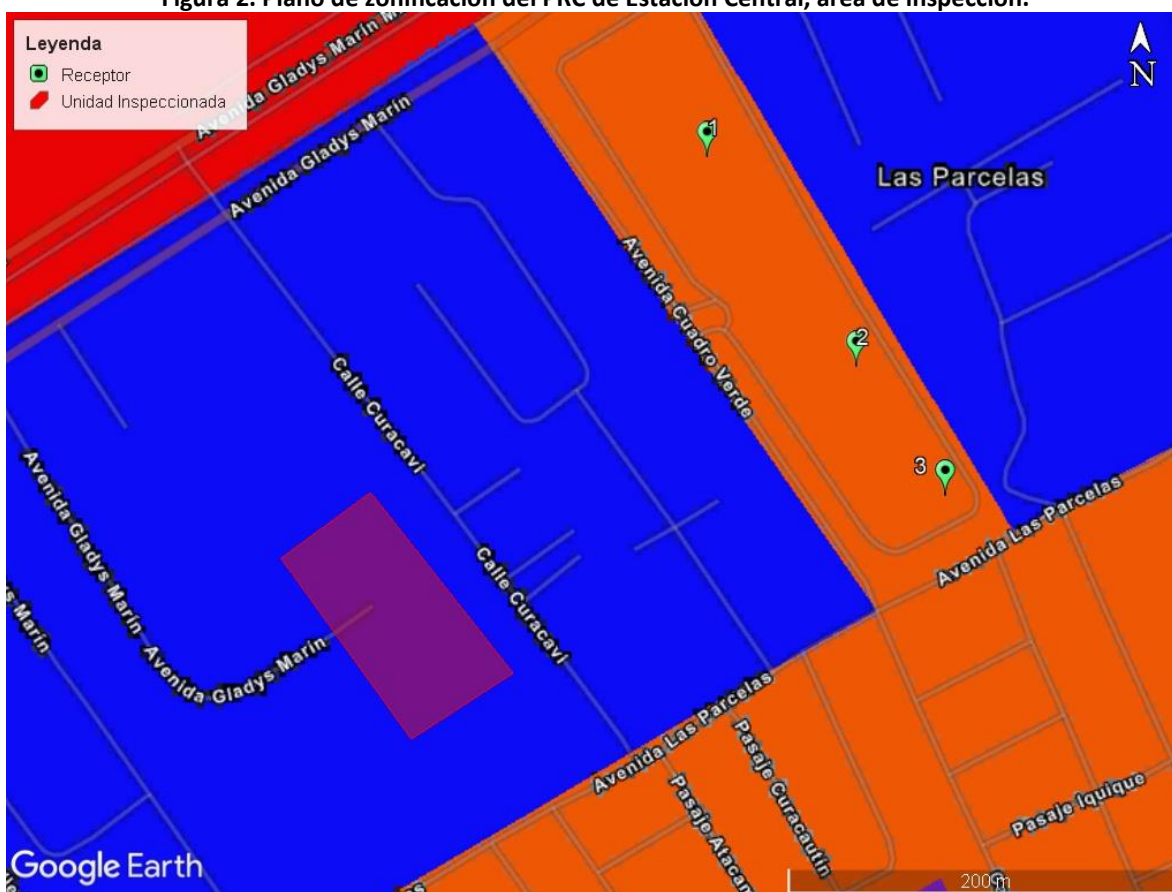 Figura 2. Plano de zonificación del PRC de Estación Central, área de inspección.
Leyenda
Receptor
Unidad Inspeccionada
N
Avenida Gladys Marín
Avenida Gladys Marín
1
Las Parcelas
Avenida Cuadro Verde
2
Calle Curacaví
3
Avenida Las Parcelas
Avenida Gladys Marín
Calle Curacaví
Avenida Gladys Marín
Avenida Las Parcelas
Pasaje Curacautín
Pasaje Iquique
Google Earth
200 m